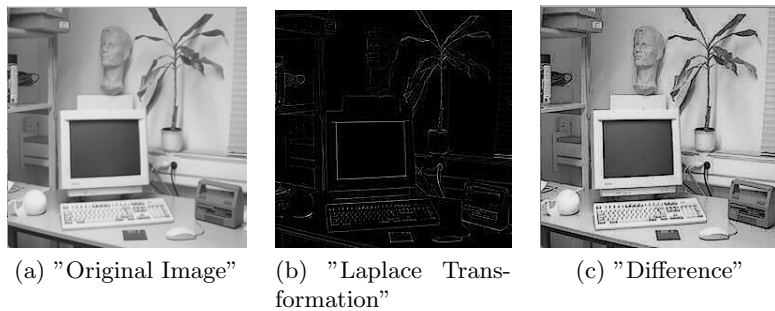 (a) ”Original Image”
(b) ”Laplace Trans-
formation”
(c) ”Difference”